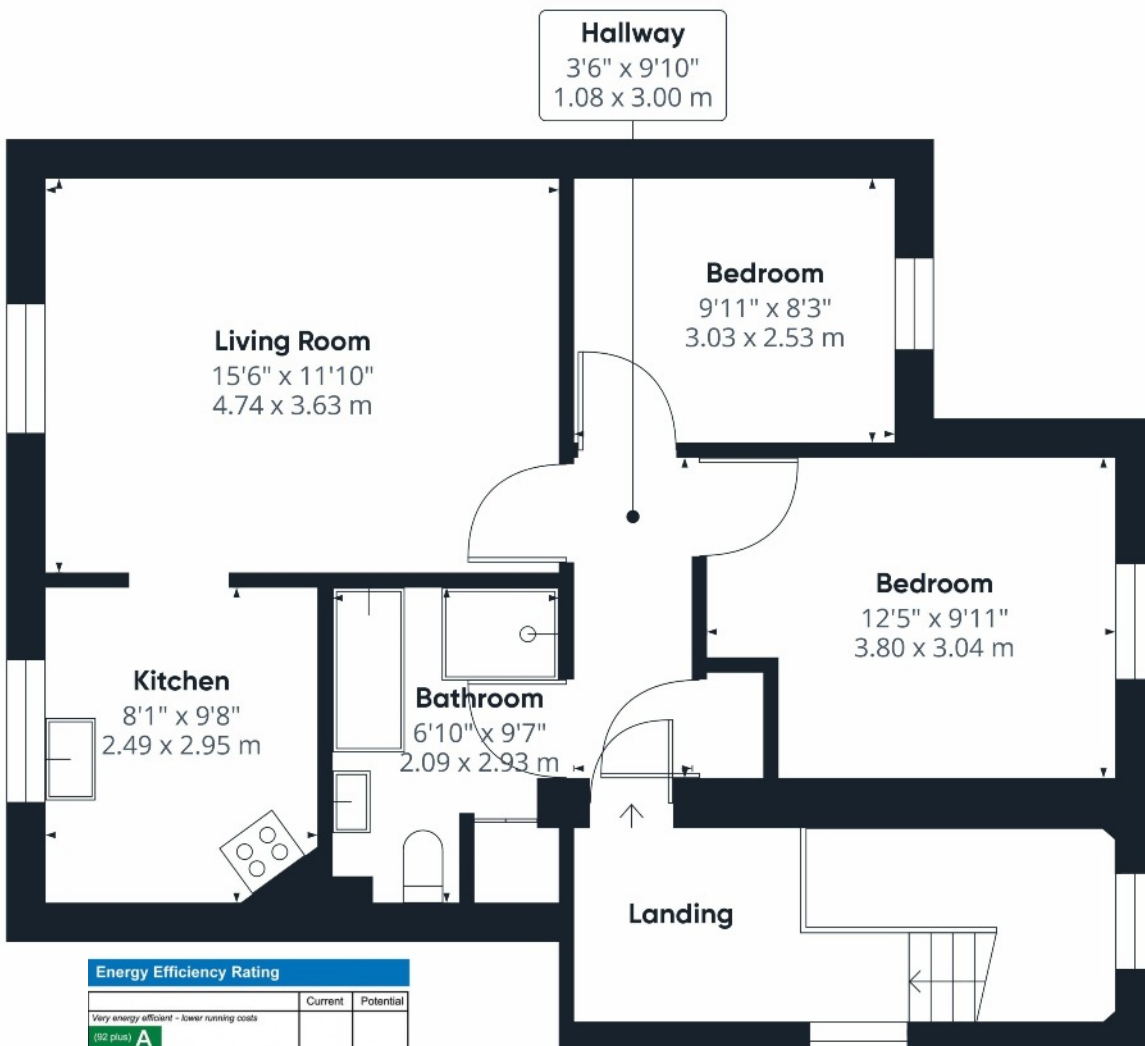 Hallway
3'6" x 9'10"
1.08 x 3.00 m
Bedroom
9'11" x 8'3"
3.03 x 2.53 m
Living Room
15'6" x 11'10"
4.74 x 3.63 m
Bedroom
12'5" x 9'11"
3.80 x 3.04 m
Kitchen
8'1" x 9'8"
2.49 x 2.95 m
Bathroom
6'10" x 9'7"
2.09 x 2.93 m
Landing
Energy Efficiency Rating
Current Potential
Very energy efficient - lower running costs
(92 plus) A